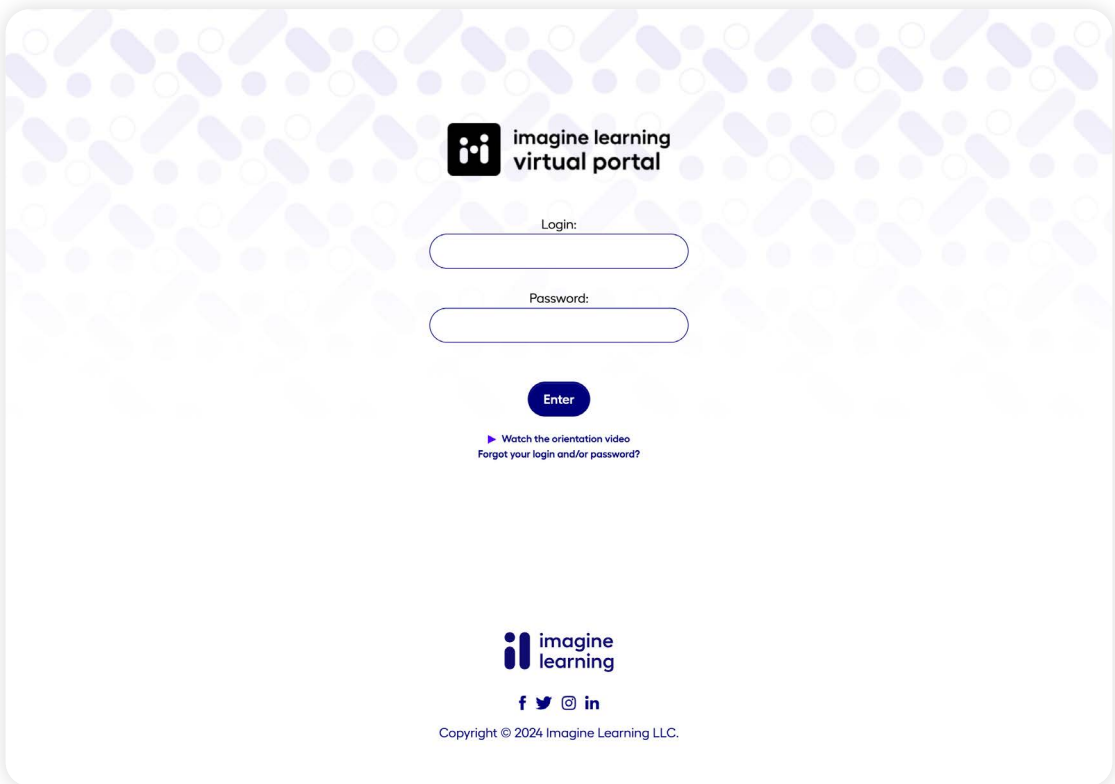 imagine learning
virtual portal
Login:
Password:
Enter
Watch the orientation video
Forgot your login and/or password?
imagine
learning
Copyright © 2024 Imagine Learning LLC.